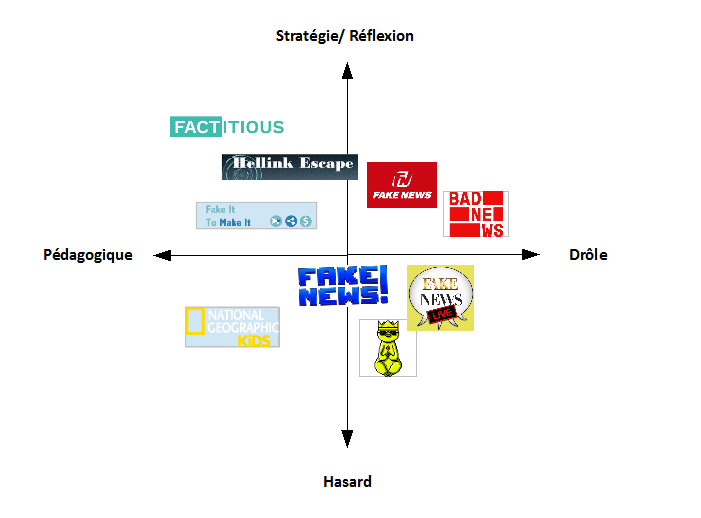 Stratégie/ Réflexion
FACTITIOUS
Hellink Escape
FAKE NEWS
Fake It
To Make It
BAD
NE
WS
Pédagogique
Drôle
FAKE
NEWS!
FAKE
NEWS
LIVE
NATIONAL
GEOGRAPHIC
KiDS
Hasard